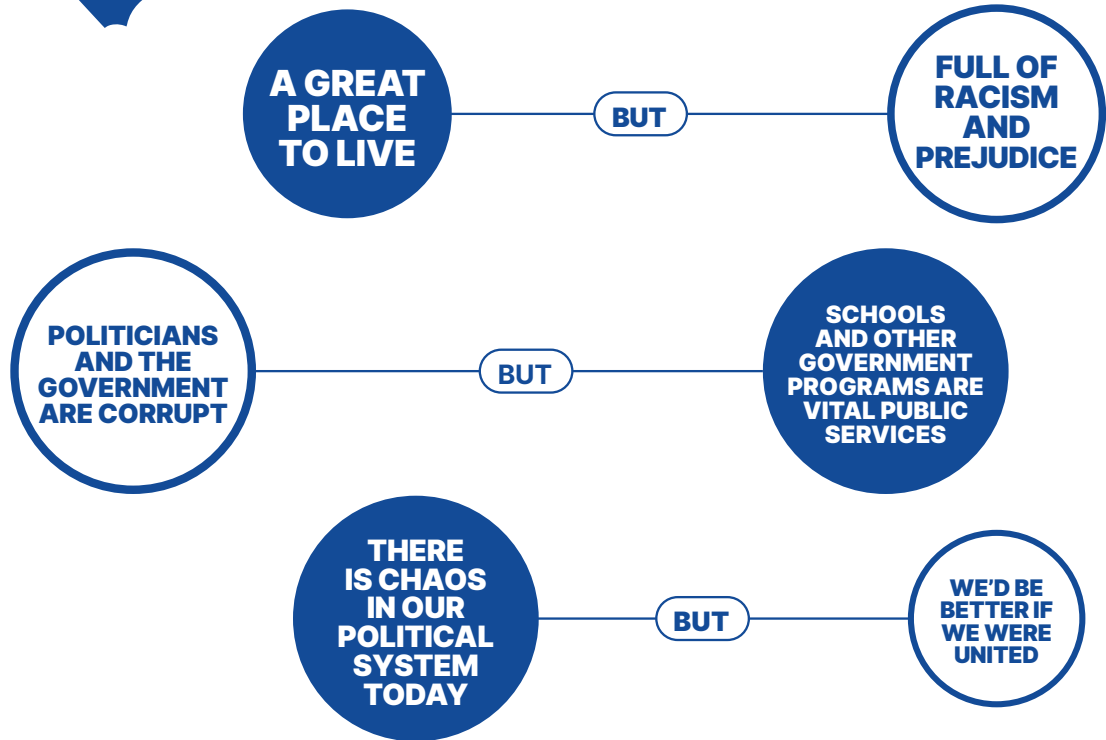 A GREAT
PLACE
TO LIVE
BUT
FULL OF
RACISM
AND
PREJUDICE
POLITICIANS
AND THE
GOVERNMENT
ARE CORRUPT
BUT
SCHOOLS
AND OTHER
GOVERNMENT
PROGRAMS ARE
VITAL PUBLIC
SERVICES
THERE
IS CHAOS
IN OUR
POLITICAL
SYSTEM
TODAY
BUT
WE'D BE
BETTER IF
WE WERE
UNITED